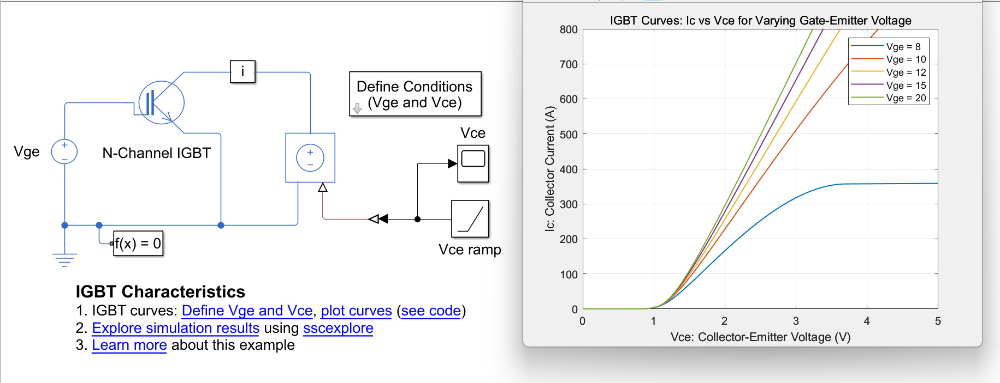 i
Define Conditions
(Vge and Vce)
Vce
Vge
N-Channel IGBT
f(x) = 0
Vce ramp
IGBT Characteristics
1. IGBT curves: Define Vge and Vce, plot curves (see code)
2. Explore simulation results using sscexplore
3. Learn more about this example
IGBT Curves: Ic vs Vce for Varying Gate-Emitter Voltage
Ic: Collector Current (A)
800
700
600
500
400
300
200
100
0
Vge = 8
Vge = 10
Vge = 12
Vge = 15
Vge = 20
0 1 2 3 4 5
Vce: Collector-Emitter Voltage (V)